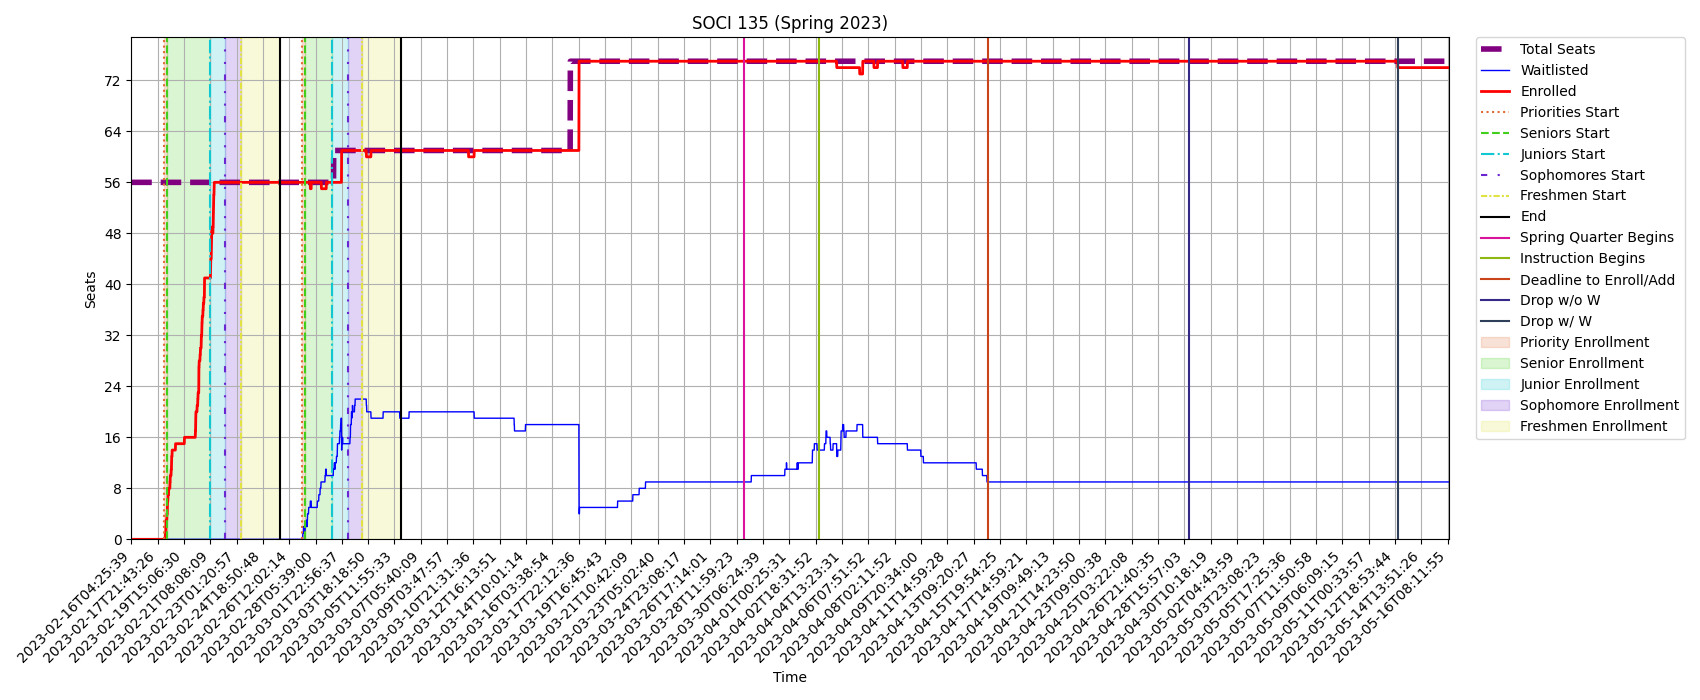 SOCI 135 (Spring 2023)
Seats
72
64
56
48
40
32
24
16
8
0
2023-02-16T04:25:39
2023-02-17T21:43:26
2023-02-19T15:06:30
2023-02-21T08:08:09
2023-02-23T01:20:57
2023-02-24T18:50:48
2023-02-26T12:02:14
2023-02-28T05:39:00
2023-03-01T22:56:37
2023-03-03T18:18:50
2023-03-05T11:55:33
2023-03-07T05:40:09
2023-03-09T03:47:57
2023-03-10T21:31:36
2023-03-12T16:13:51
2023-03-14T10:01:14
2023-03-16T03:38:54
2023-03-17T22:12:36
2023-03-19T16:45:43
2023-03-21T10:42:09
2023-03-23T05:02:40
2023-03-24T23:08:17
2023-03-26T17:14:01
2023-03-28T11:59:23
2023-03-30T06:24:39
2023-04-01T00:25:31
2023-04-02T18:31:52
2023-04-04T13:23:31
2023-04-06T07:51:52
2023-04-08T02:11:52
2023-04-09T20:34:00
2023-04-11T14:59:28
2023-04-13T09:20:27
2023-04-15T19:54:25
2023-04-17T14:59:21
2023-04-19T09:49:13
2023-04-21T14:23:50
2023-04-23T09:00:38
2023-04-25T03:22:08
2023-04-26T21:40:35
2023-04-28T15:57:03
2023-04-30T10:18:19
2023-05-02T04:43:59
2023-05-03T23:08:23
2023-05-05T17:25:36
2023-05-07T11:50:58
2023-05-09T06:09:15
2023-05-11T00:33:57
2023-05-12T18:53:44
2023-05-14T13:51:26
2023-05-16T08:11:55
Time
Total Seats
Waitlisted
Enrolled
Priorities Start
Seniors Start
Juniors Start
Sophomores Start
Freshmen Start
End
Spring Quarter Begins
Instruction Begins
Deadline to Enroll/Add
Drop w/o W
Drop w/ W
Priority Enrollment
Senior Enrollment
Junior Enrollment
Sophomore Enrollment
Freshmen Enrollment